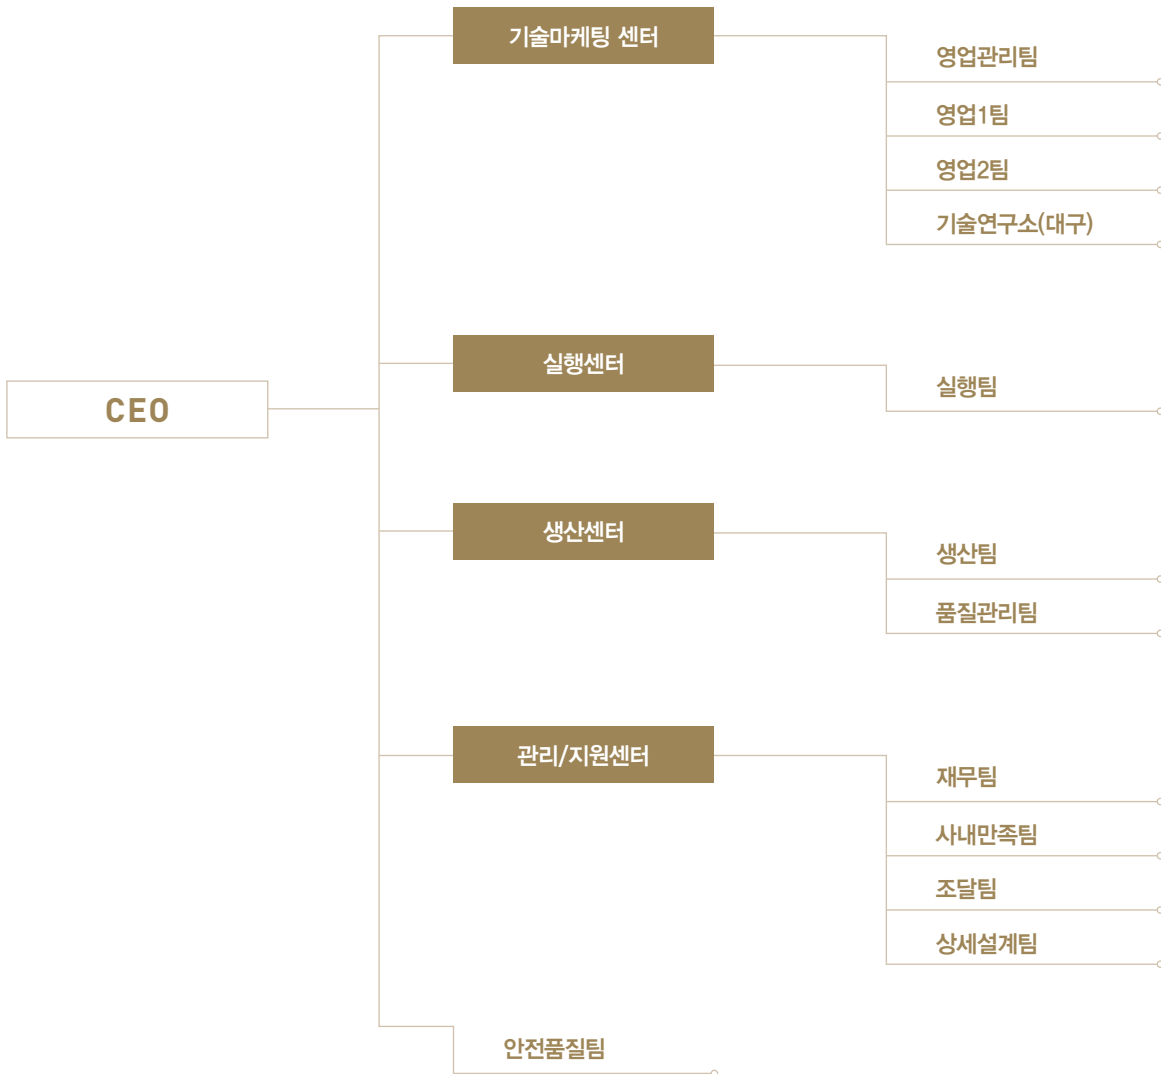 기술마케팅 센터
영업관리팀
영업1팀
영업2팀
기술연구소(대구)
실행센터
실행팀
CEO
생산센터
생산팀
품질관리팀
관리/지원센터
재무팀
사내만족팀
조달팀
상세설계팀
안전품질팀